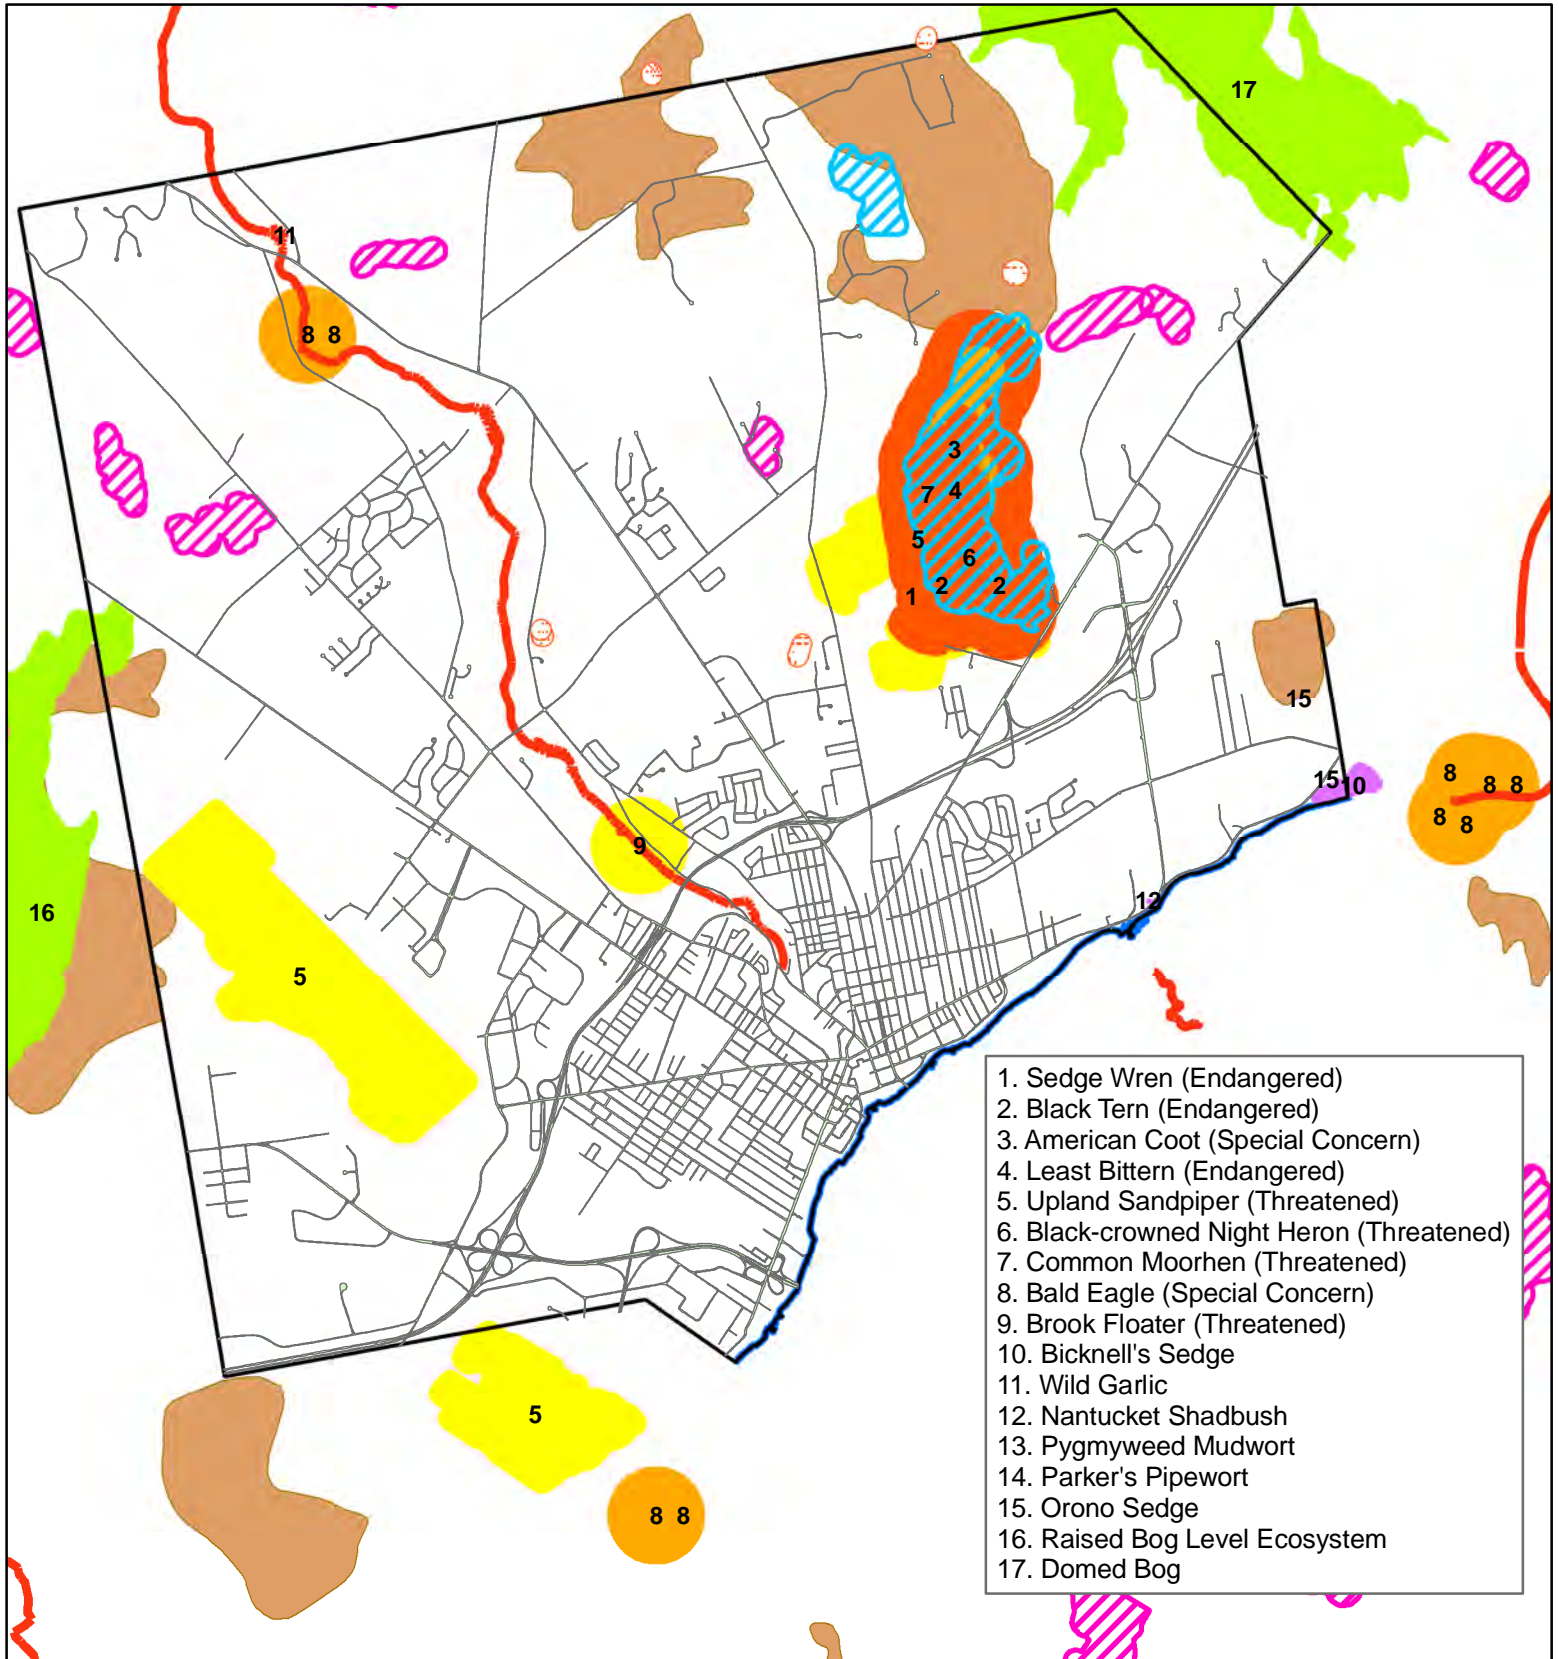 17
11
8 8
3
7 4
5
6
1 2 2
15
15 10
8
8 8
8 8
9
12
16
5
1. Sedge Wren (Endangered)
2. Black Tern (Endangered)
3. American Coot (Special Concern)
4. Least Bittern (Endangered)
5. Upland Sandpiper (Threatened)
6. Black-crowned Night Heron (Threatened)
7. Common Moorhen (Threatened)
8. Bald Eagle (Special Concern)
9. Brook Floater (Threatened)
10. Bicknell's Sedge
11. Wild Garlic
12. Nantucket Shadbush
13. Pygmyweed Mudwort
14. Parker's Pipewort
15. Orono Sedge
16. Raised Bog Level Ecosystem
17. Domed Bog
5
8 8